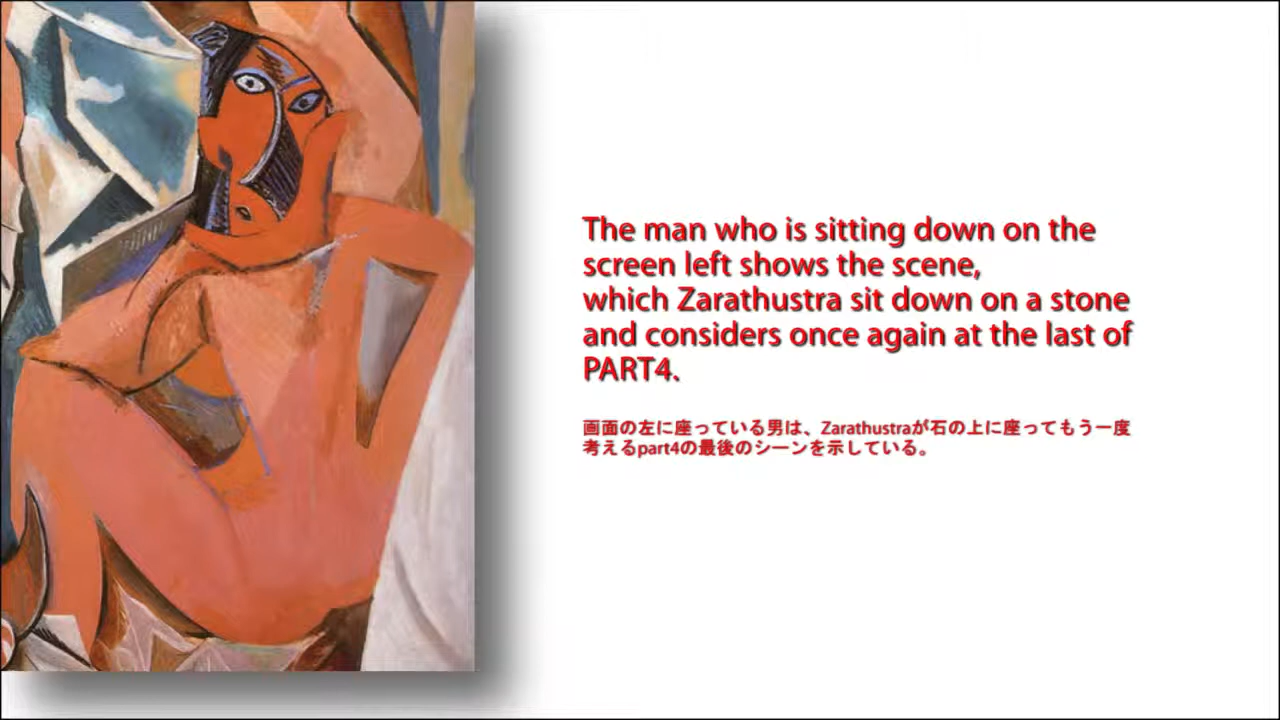 The man who is sitting down on the
screen left shows the scene,
which Zarathustra sit down on a stone
and considers once again at the last of
PART4.
画面の左に座っている男は、Zarathustraが石の上に座ってもう一度
考えるpart4の最後のシーンを示している。